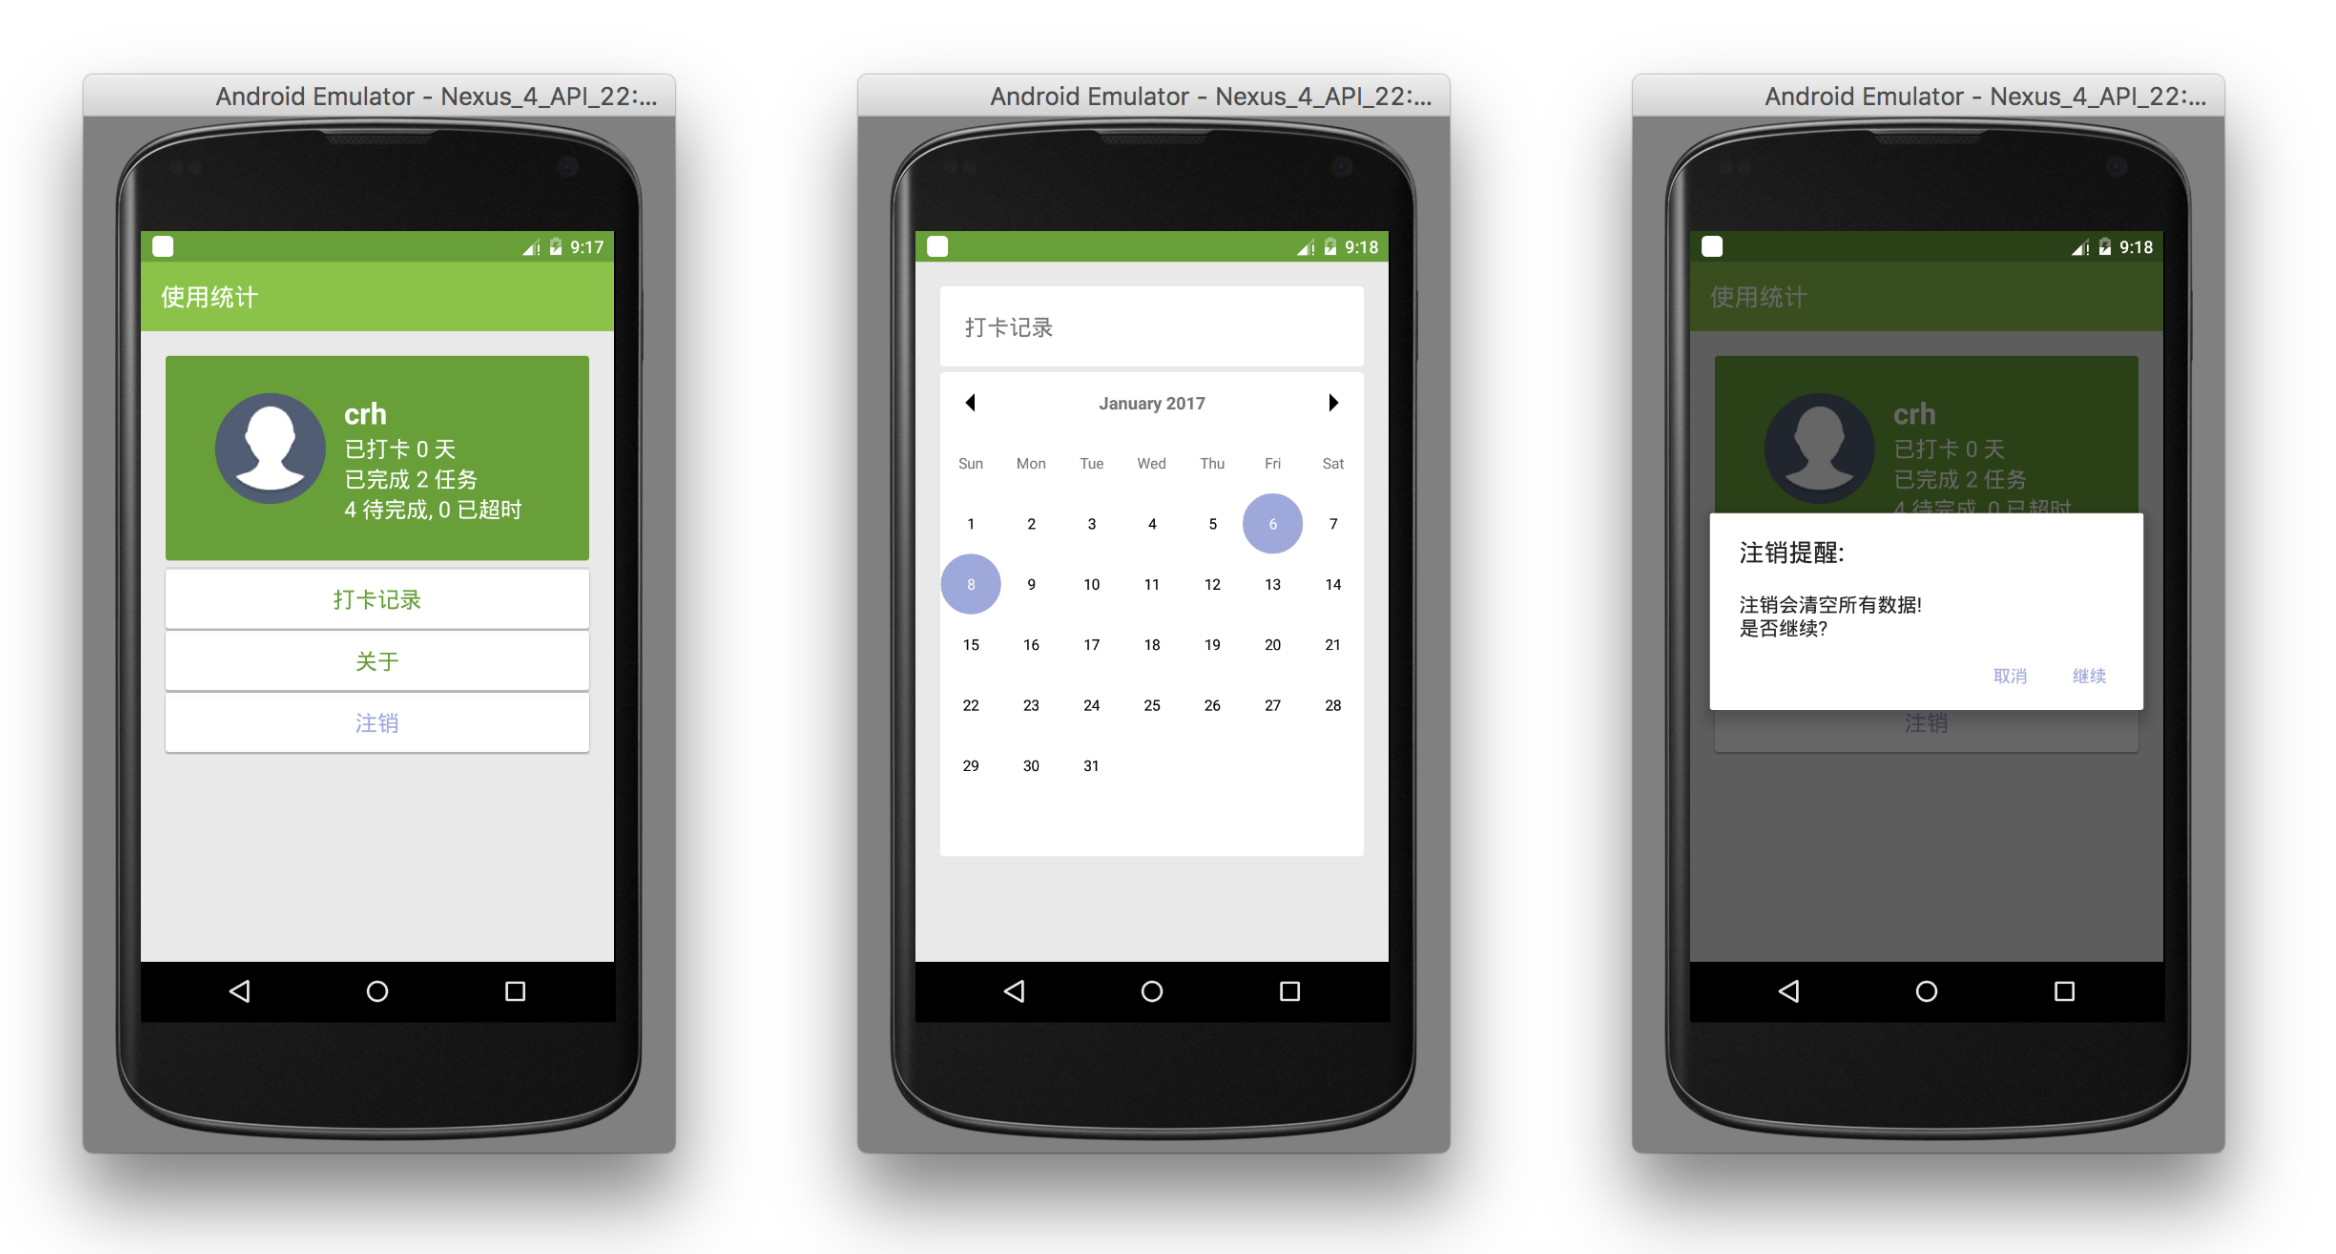 Android Emulator - Nexus_4_API_22:...
9:17
使用统计
crh
已打卡 0 天
已完成 2 任务
4 待完成, 0 已超时
打卡记录
关于
注销
Android Emulator - Nexus_4_API_22:...
9:18
打卡记录
January 2017
Sun Mon Tue Wed Thu Fri Sat
1 2 3 4 5 6 7
8 9 10 11 12 13 14
15 16 17 18 19 20 21
22 23 24 25 26 27 28
29 30 31
Android Emulator - Nexus_4_API_22:...
9:18
使用统计
crh
已打卡 0 天
已完成 2 任务
4 待完成, 0 已超时
注销提醒:
注销会清空所有数据!
是否继续?
取消 继续
注销